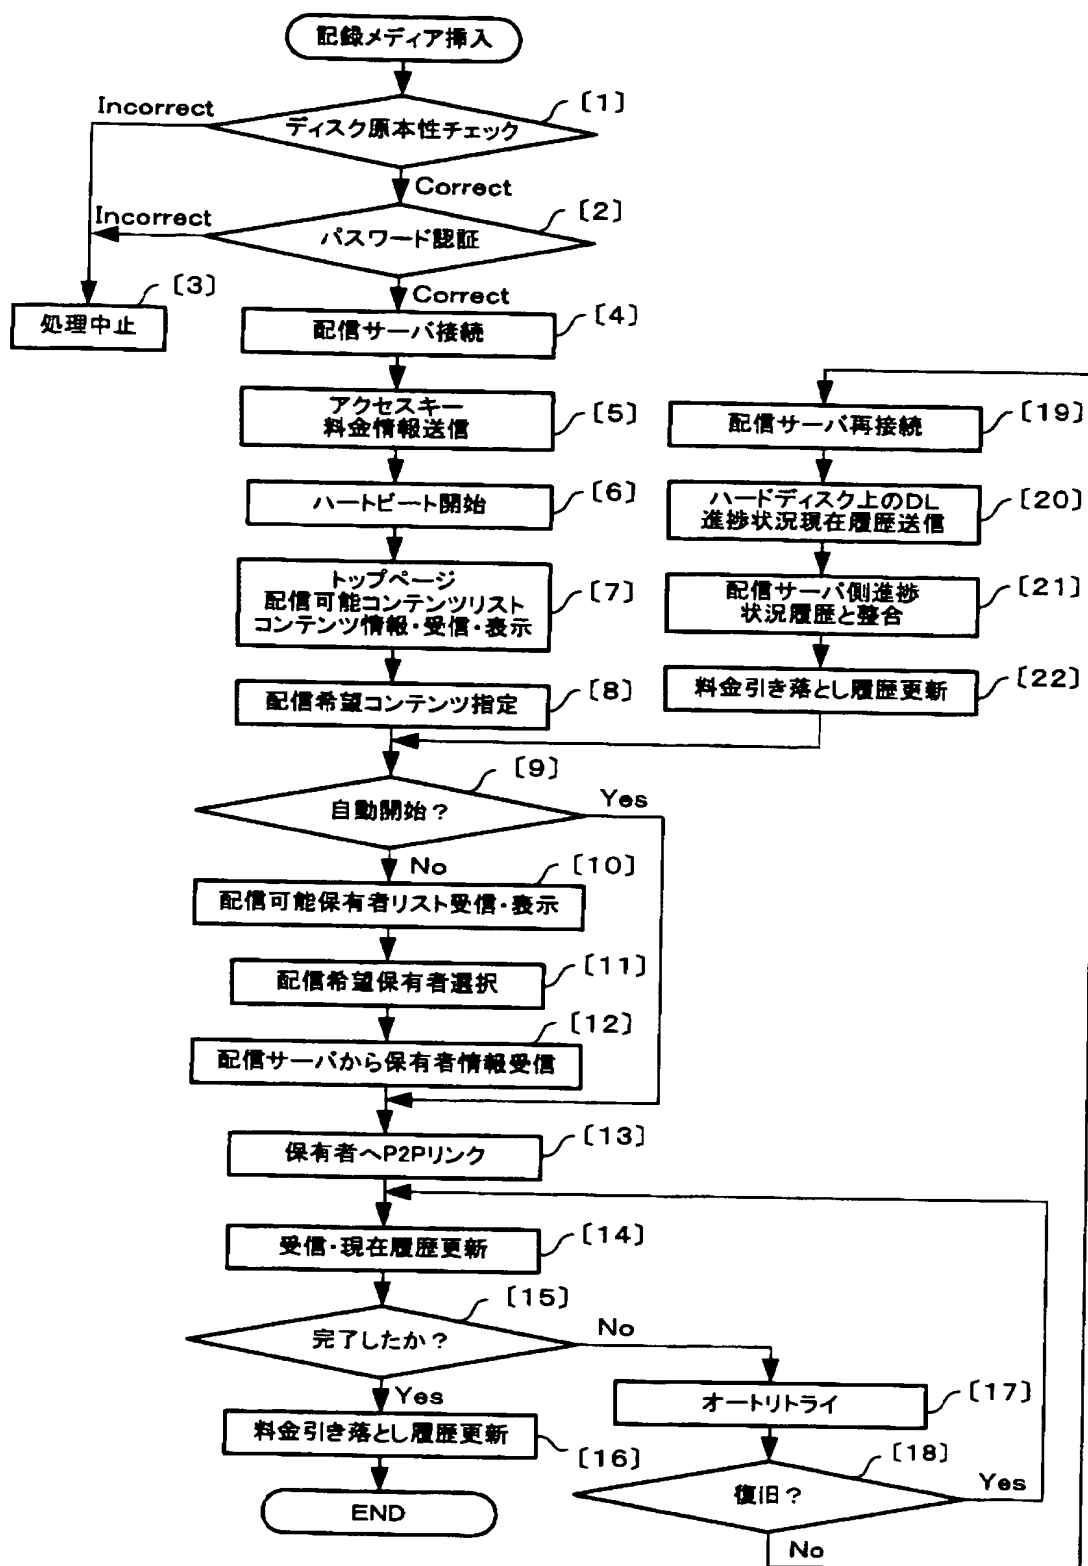 記録メディア挿入
Incorrect
〔1〕
ディスク原本性チェック
Correct
Incorrect
〔2〕
パスワード認証
〔3〕
処理中止
Correct
〔4〕
配信サーバ接続
〔5〕
アクセスキー
料金情報送信
〔6〕
ハートビート開始
〔7〕
トップページ
配信可能コンテンツリスト
コンテンツ情報・受信・表示
〔8〕
配信希望コンテンツ指定
〔19〕
配信サーバ再接続
〔20〕
ハードディスク上のDL
進捗状況現在履歴送信
〔21〕
配信サーバ側進捗
状況履歴と整合
〔22〕
料金引き落とし履歴更新
〔9〕
自動開始？
Yes
No
〔10〕
配信可能保有者リスト受信・表示
〔11〕
配信希望保有者選択
〔12〕
配信サーバから保有者情報受信
〔13〕
保有者へP2Pリンク
〔14〕
受信・現在履歴更新
〔15〕
完了したか？
No
Yes
〔16〕
料金引き落とし履歴更新
END
〔17〕
オートリトライ
〔18〕
復旧？
Yes
No